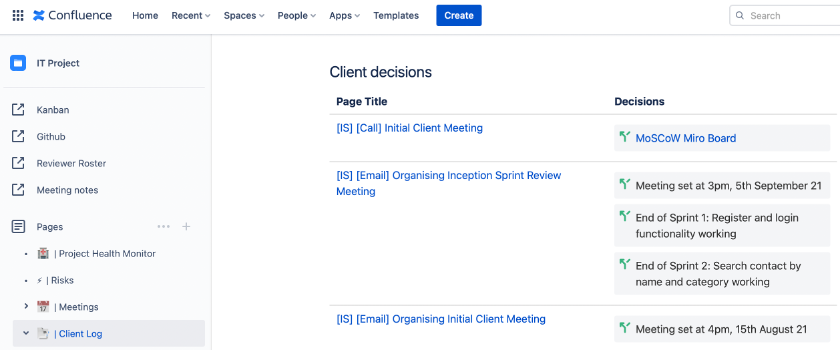 Confluence
Home Recent Spaces People Apps Templates Create Search
IT Project
Kanban
Github
Reviewer Roster
Meeting notes
Pages
| Project Health Monitor
| Risks
| Meetings
| Client Log
Client decisions
Page Title Decisions
[IS] [Call] Initial Client Meeting
MoSCoW Miro Board
[IS] [Email] Organising Inception Sprint Review
Meeting
Meeting set at 3pm, 5th September 21
End of Sprint 1: Register and login
functionality working
End of Sprint 2: Search contact by
name and category working
[IS] [Email] Organising Initial Client Meeting
Meeting set at 4pm, 15th August 21